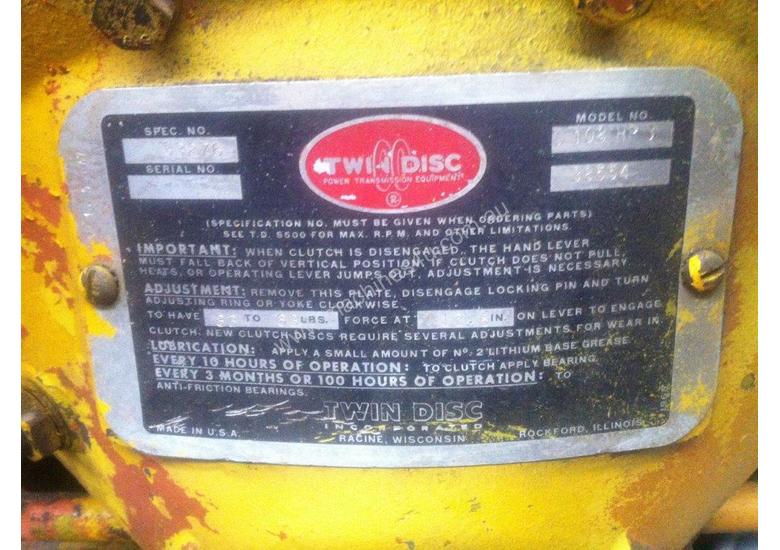 SPEC. NO.
SERIAL NO
TWIN DISC
POWER TRANSMISSION EQUIPMENT
®
MODEL NO.
(SPECIFICATION NO. MUST BE GIVEN WHEN ORDERING PARTS)
SEE T.D. S600 FOR MAX. R.P.M. AND OTHER LIMITATIONS.
IMPORTANT: WHEN CLUTCH IS DISENGAGED, THE HAND LEVER
MUST FALL BACK OF VERTICAL POSITION. IF CLUTCH DOES NOT PULL,
HEATS, OR OPERATING LEVER JUMPS OUT, ADJUSTMENT IS NECESSARY
ADJUSTMENT: REMOVE THIS PLATE, DISENGAGE LOCKING PIN AND TURN
ADJUSTING RING OR YOKE CLOCKWISE.
TO HAVE TO LBS. FORCE AT IN. ON LEVER TO ENGAGE
CLUTCH. NEW CLUTCH DISCS REQUIRE SEVERAL ADJUSTMENTS FOR WEAR IN.
LUBRICATION: APPLY A SMALL AMOUNT OF NO. 2 LITHIUM BASE GREASE
EVERY 10 HOURS OF OPERATION: TO CLUTCH APPLY BEARING.
EVERY 3 MONTHS OR 100 HOURS OF OPERATION: TO
ANTI-FRICTION BEARINGS.
TWIN DISC
INCORPORATED
MADE IN U.S.A. RACINE, WISCONSIN ROCKFORD, ILLINOIS